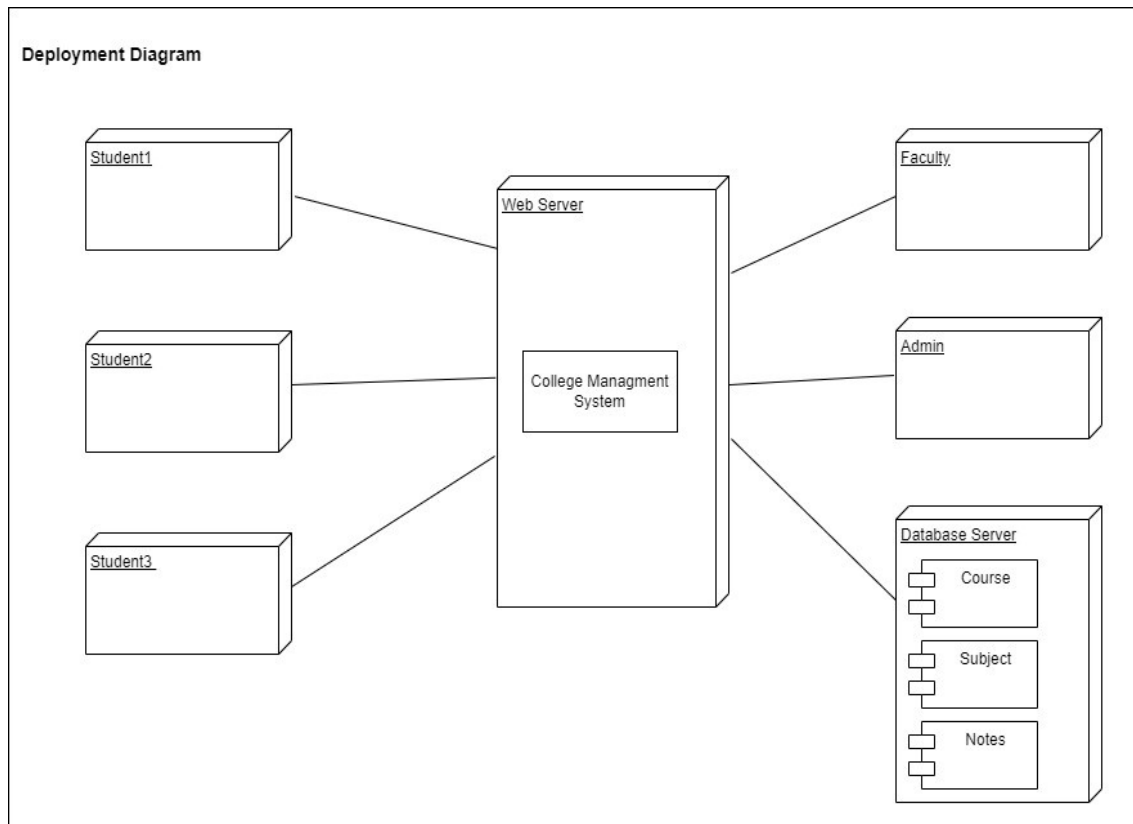 Deployment Diagram
Student1
Faculty
Web Server
Student2
Admin
College Managment
System
Student3
Database Server
Course
Subject
Notes